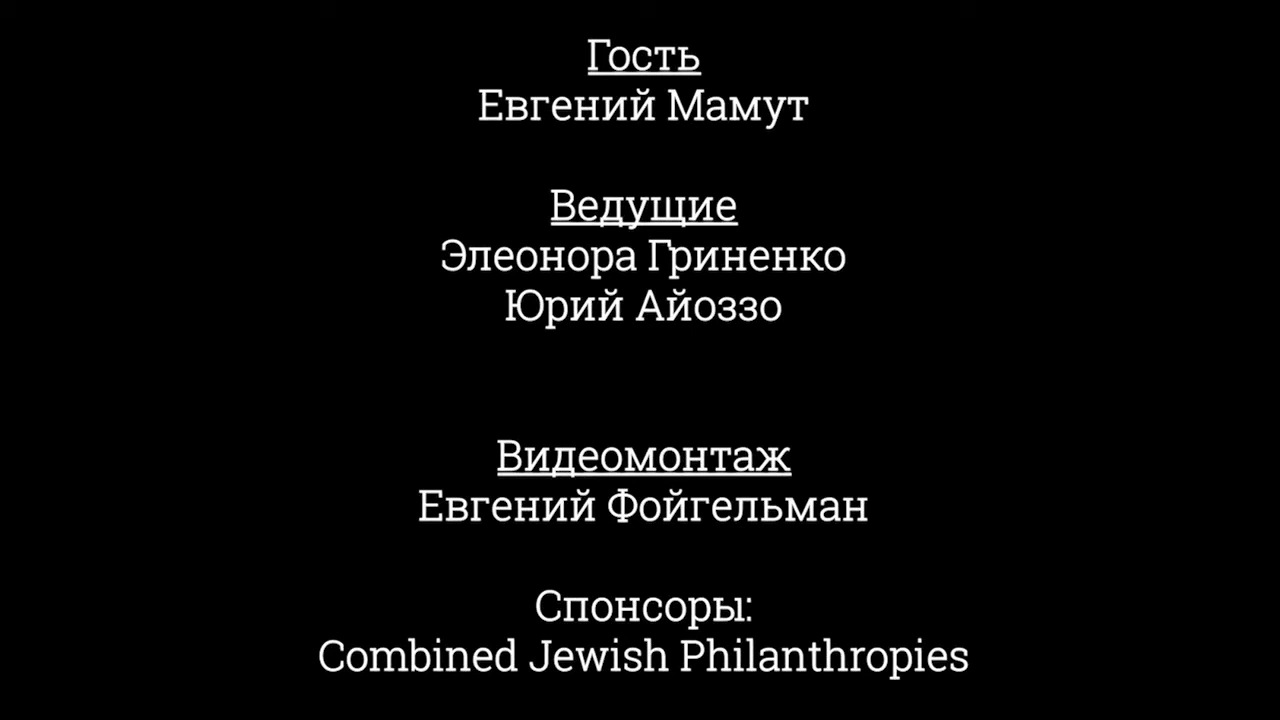 Гость
Евгений Мамут
Ведущие
Элеонора Гриненко
Юрий Айоззо
Видеомонтаж
Евгений Фойгельман
Спонсоры:
Combined Jewish Philanthropies